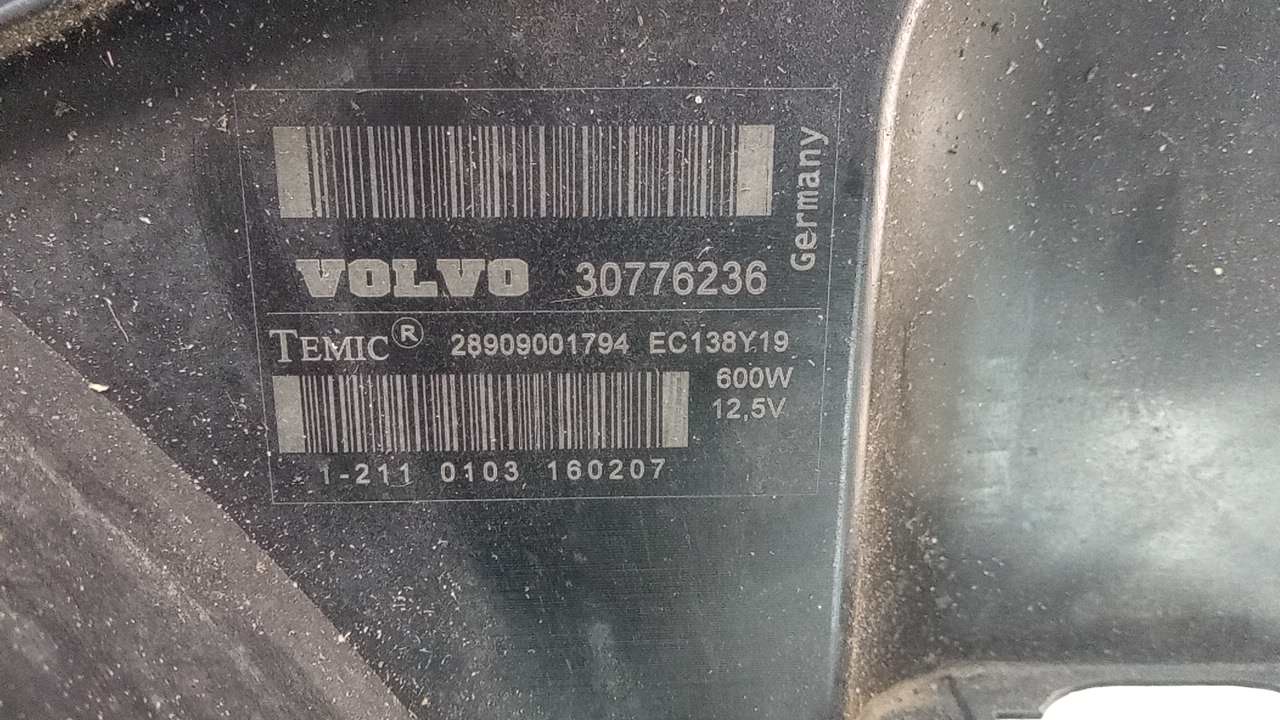 VOLVO 30776236
Germany
TEMIC® 28909001794 EC138Y19
600W
12,5V
1-211 0103 160207